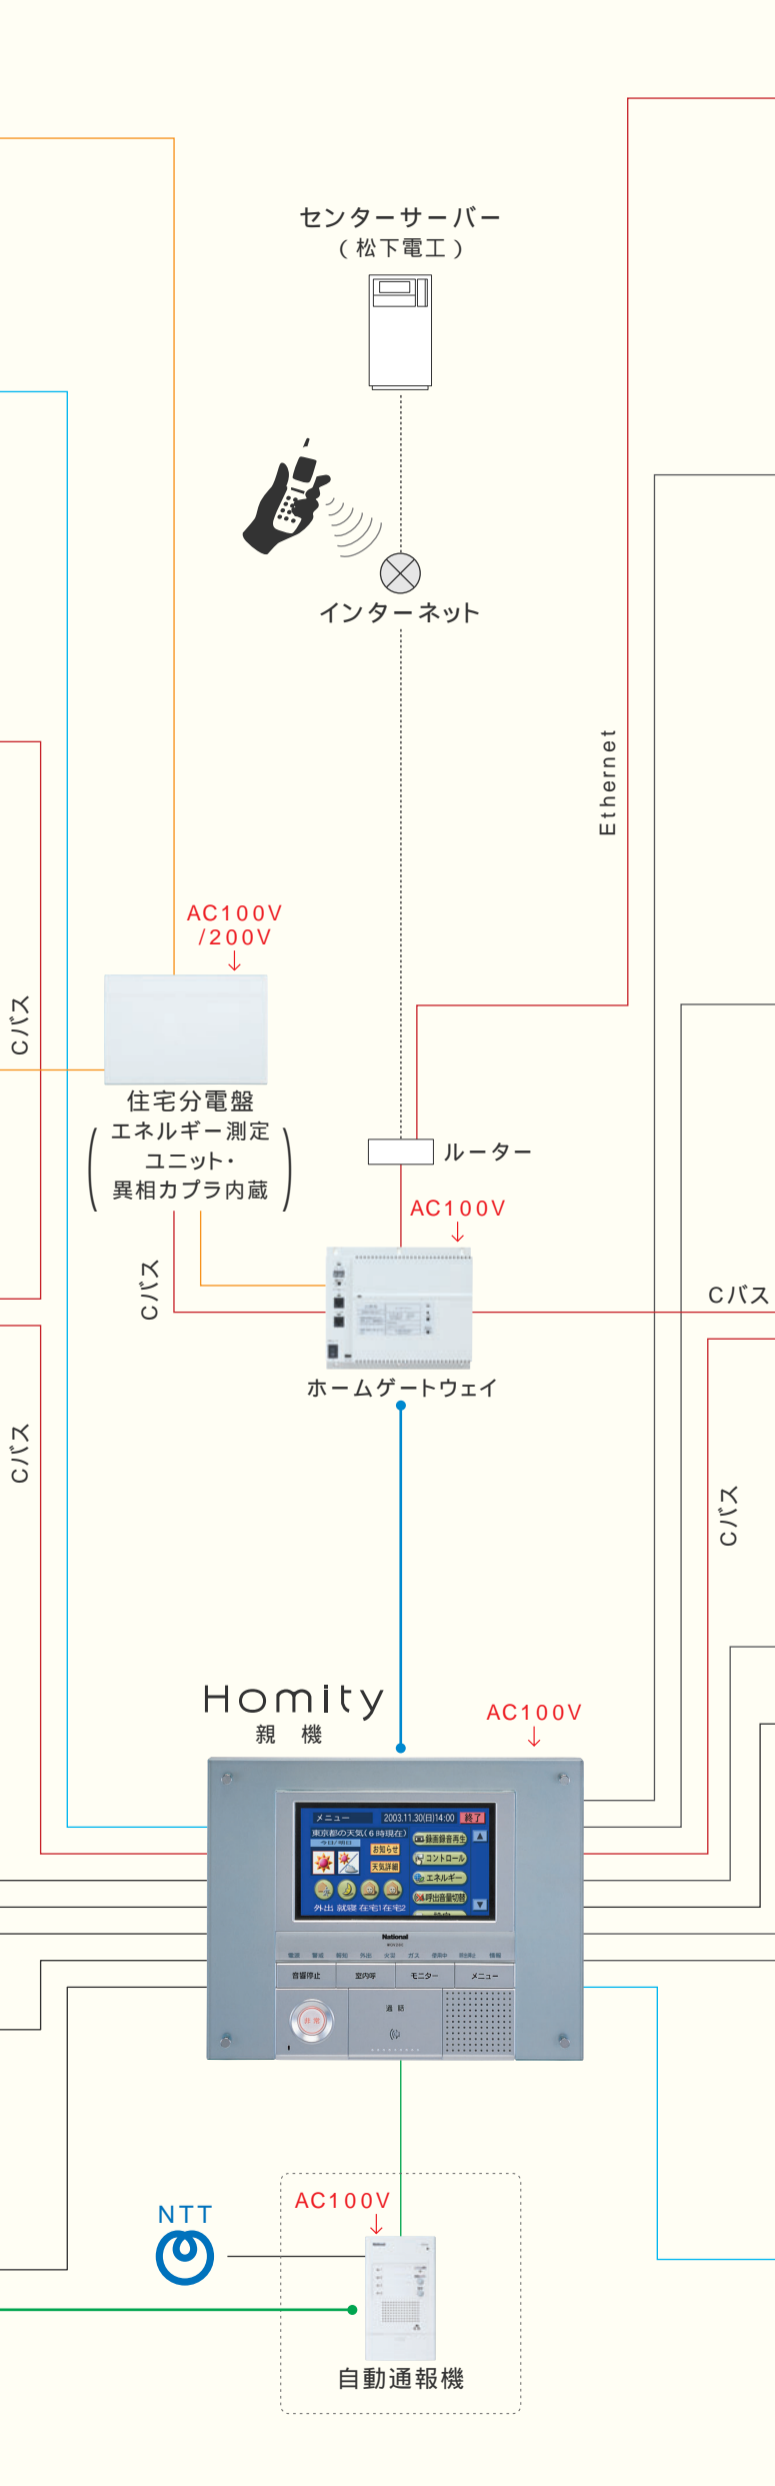 センターサーバー
(松下電工)
インターネット
Ethernet
AC100V
/200V
Cバス
住宅分電盤
エネルギー測定
ユニット・
異相カプラ内蔵
ルーター
AC100V
Cバス
Cバス
ホームゲートウェイ
Cバス
Cバス
Homity
親 機
AC100V
メニュー 2003.11.30(日)14:00 終了
東京都の天気(6時現在)
今日/明日
お知らせ
天気詳細
録画録音再生
コントロール
エネルギー
呼出音量切替
外出 就寝 在宅1 在宅2
National
音響停止 室内呼 モニター メニュー
非常
通話
NTT
AC100V
自動通報機